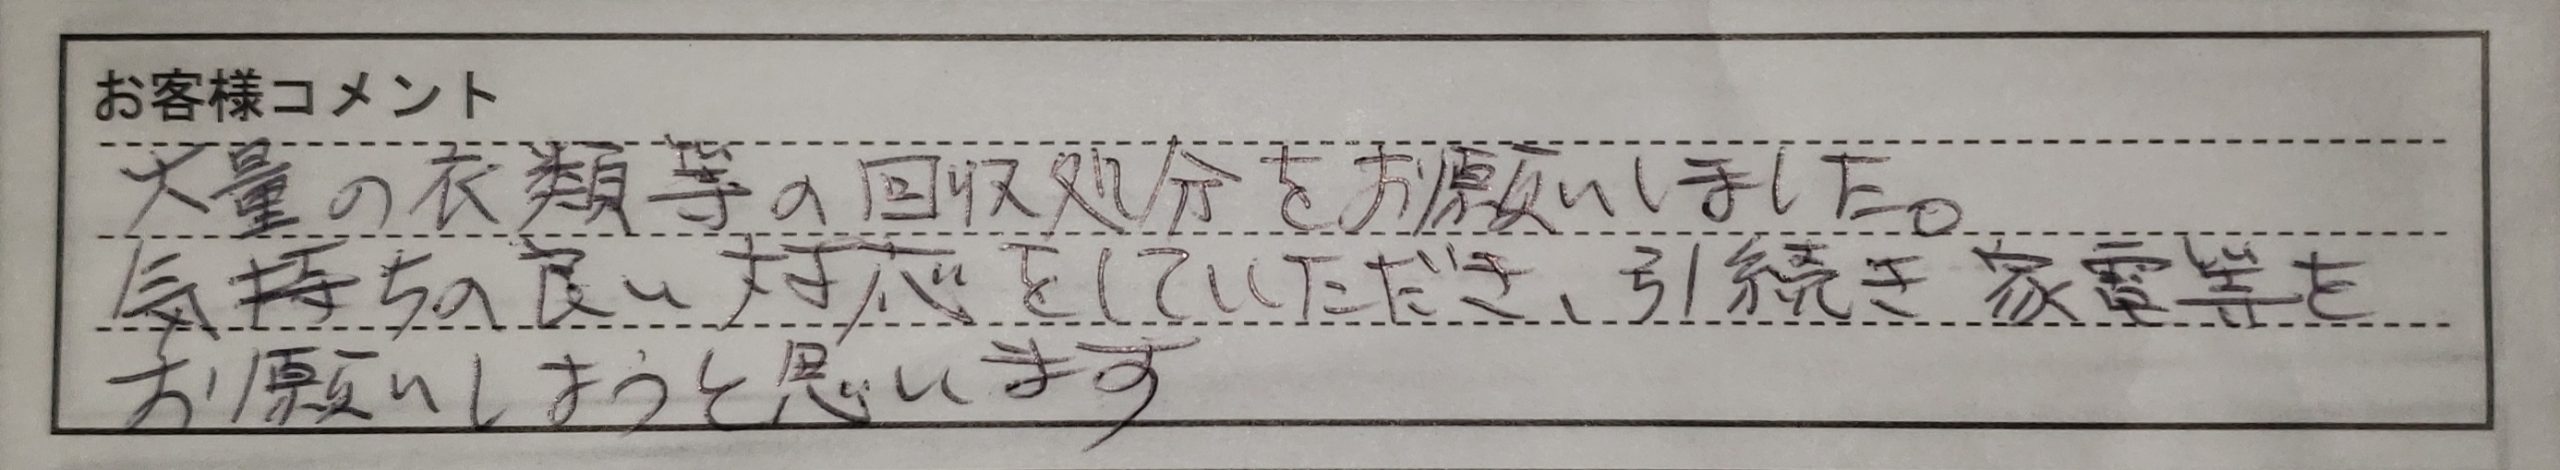 お客様コメント
大量の衣類等の回収処分をお願いしました。
気持ちの良い対応をしていただき、引続き家電等を
お願いしようと思います